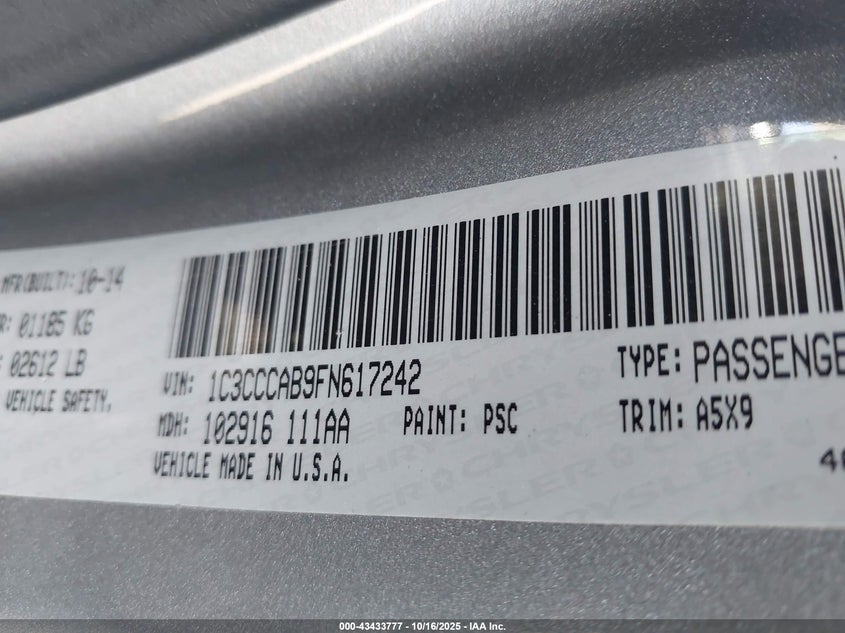 MFR(BUILT): 10-14
R: 01185 KG
02612 LB
VEHICLE SAFETY.
VIN: 1C3CCCAB9FN617242
TYPE: PASSENGE
MDH: 102916 111AA
PAINT: PSC
TRIM: A5X9
VEHICLE MADE IN U.S.A.
CHRYSLER
000-43433777 - 10/16/2025 - IAA Inc.